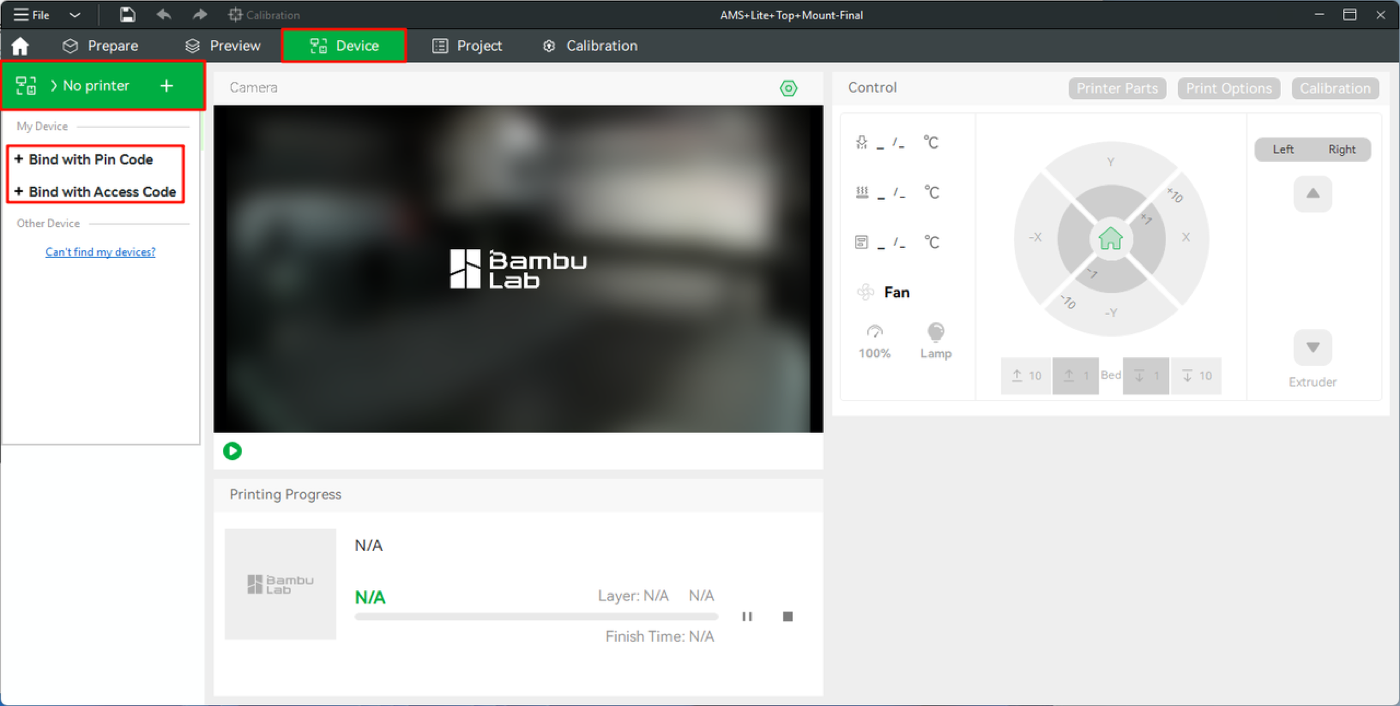 File
Calibration
AMS+Lite+Top+Mount-Final
Prepare
Preview
Device
Project
Calibration
No printer +
My Device
+ Bind with Pin Code
+ Bind with Access Code
Other Device
Can't find my devices?
Camera
Bambu
Lab
Printing Progress
Bambu
Lab
N/A
N/A
Layer: N/A N/A
Finish Time: N/A
Control
Printer Parts
Print Options
Calibration
_ /_ °C
_ /_ °C
_ /_ °C
Fan
100%
Lamp
Y
+10
+1
-X
X
-1
-10
-Y
10
1
Bed
1
10
Left
Right
Extruder